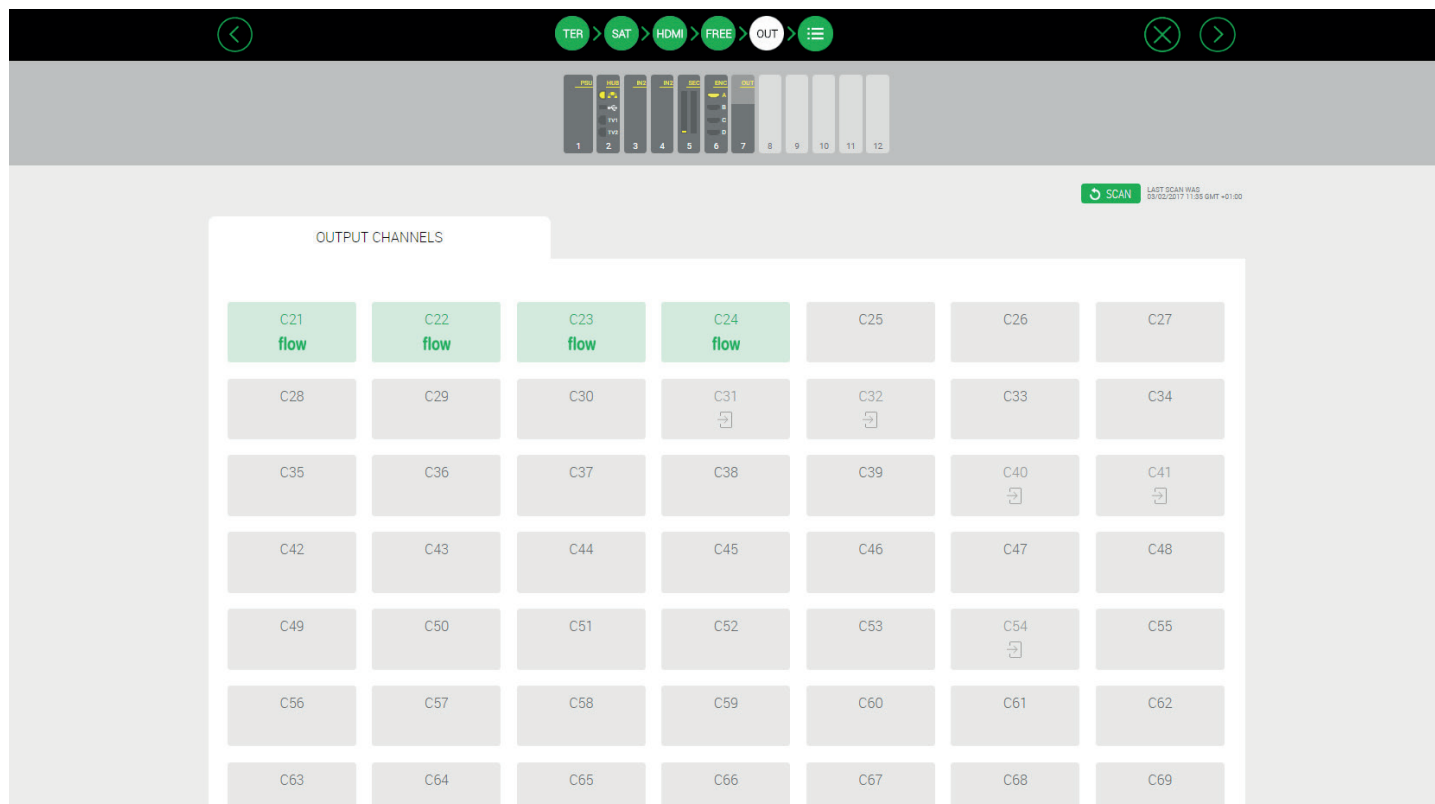 TER > SAT > HDMI > FREE > OUT >
PSU HUB IN2 IN2 SEC ENC OUT
A
B
TV1 C
TV2 D
1 2 3 4 5 6 7 8 9 10 11 12
SCAN
LAST SCAN WAS
03/02/2017 11:35 GMT +01:00
OUTPUT CHANNELS
C21 C22 C23 C24 C25 C26 C27
flow flow flow flow
C28 C29 C30 C31 C32 C33 C34
C35 C36 C37 C38 C39 C40 C41
C42 C43 C44 C45 C46 C47 C48
C49 C50 C51 C52 C53 C54 C55
C56 C57 C58 C59 C60 C61 C62
C63 C64 C65 C66 C67 C68 C69